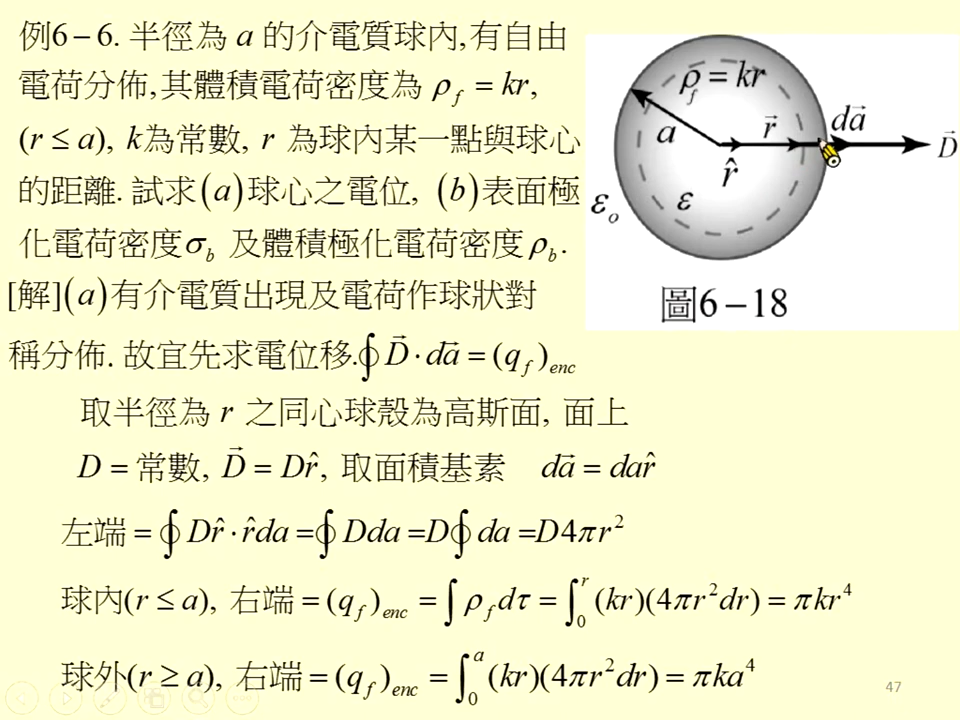 例6－6. 半徑為 a 的介電質球內,有自由
電荷分佈,其體積電荷密度為 ρ_f = kr,
(r ≤ a), k為常數, r 為球內某一點與球心
的距離. 試求(a)球心之電位, (b)表面極
化電荷密度σ_b 及體積極化電荷密度ρ_b.
[解](a)有介電質出現及電荷作球狀對
稱分佈. 故宜先求電位移.∮D⃗·da⃗ = (q_f)_enc
取半徑為 r 之同心球殼為高斯面, 面上
D = 常數, D⃗ = Dr̂, 取面積基素 da⃗ = dar̂
左端 = ∮Dr̂·r̂da =∮Dda =D∮da =D4πr²
球內(r ≤ a), 右端 = (q_f)_enc = ∫ρ_f dτ = ∫₀^r (kr)(4πr²dr) = πkr⁴
球外(r ≥ a), 右端 = (q_f)_enc = ∫₀^a (kr)(4πr²dr) = πka⁴
ρ_f = kr
a
r⃗
da⃗
D⃗
r̂
ε_o
ε
圖6－18
47